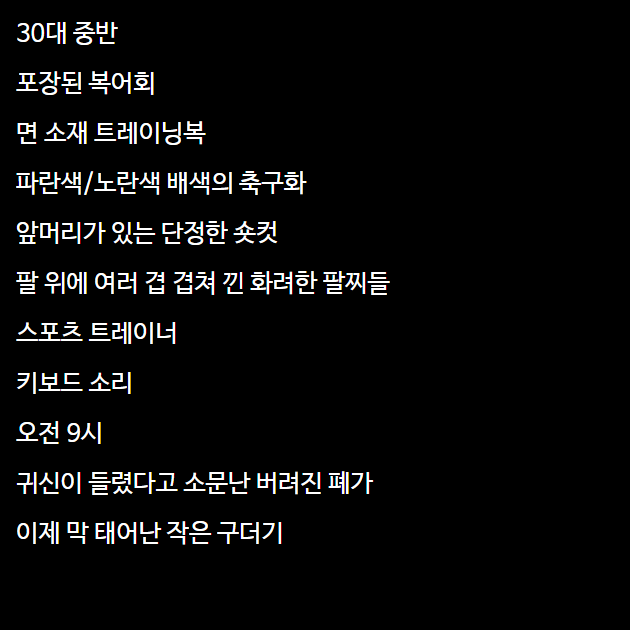 30대 중반
포장된 복어회
면 소재 트레이닝복
파란색/노란색 배색의 축구화
앞머리가 있는 단정한 숏컷
팔 위에 여러 겹 겹쳐 낀 화려한 팔찌들
스포츠 트레이너
키보드 소리
오전 9시
귀신이 들렸다고 소문난 버려진 폐가
이제 막 태어난 작은 구더기